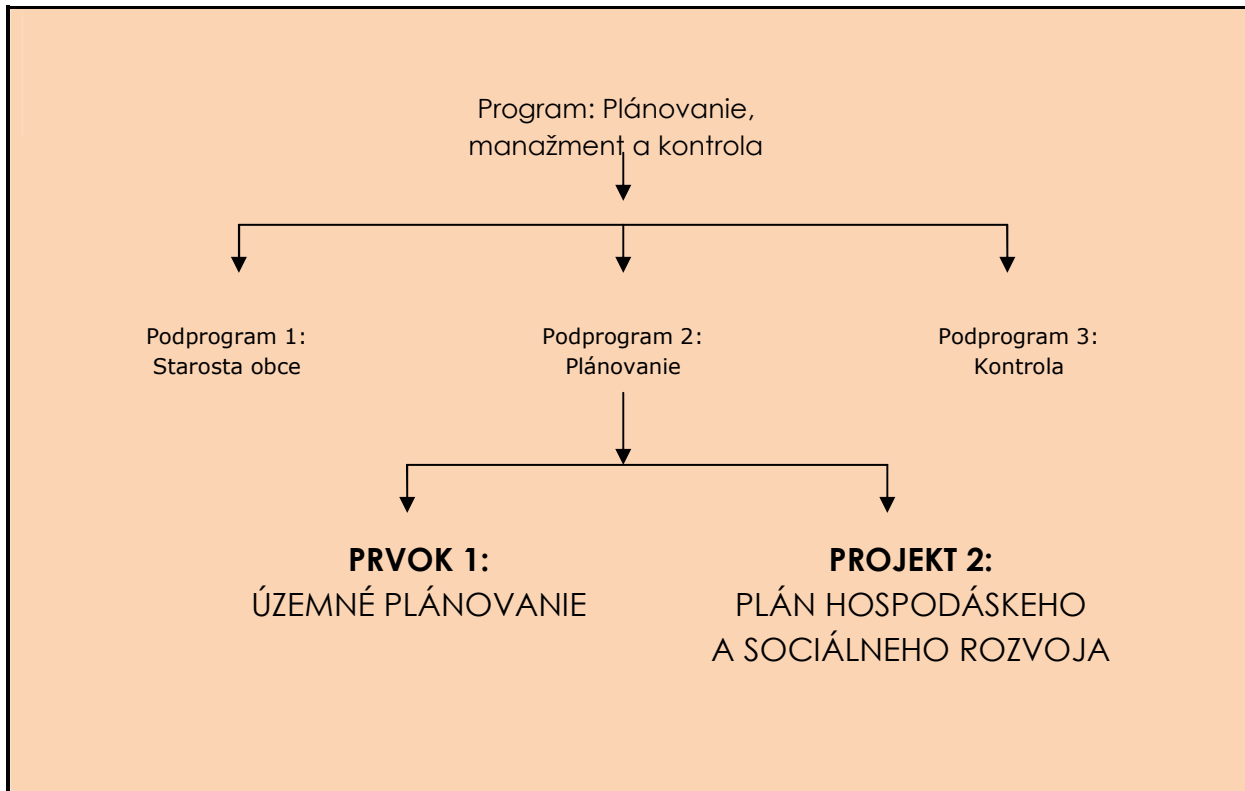 Program: Plánovanie,
manažment a kontrola
Podprogram 1:
Starosta obce
Podprogram 2:
Plánovanie
Podprogram 3:
Kontrola
PRVOK 1:
ÚZEMNÉ PLÁNOVANIE
PROJEKT 2:
PLÁN HOSPODÁSKEHO
A SOCIÁLNEHO ROZVOJA